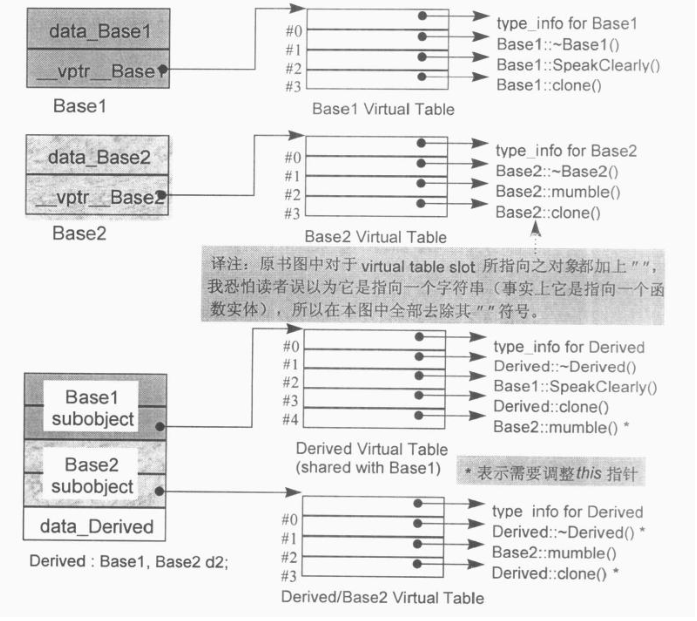 data_Base1
__vptr__Base1
Base1
#0
#1
#2
#3
type_info for Base1
Base1::~Base1()
Base1::SpeakClearly()
Base1::clone()
Base1 Virtual Table
data_Base2
__vptr__Base2
Base2
#0
#1
#2
#3
type_info for Base2
Base2::~Base2()
Base2::mumble()
Base2::clone()
Base2 Virtual Table
译注：原书图中对于 virtual table slot 所指向之对象都加上 " "，
我恐怕读者误以为它是指向一个字符串（事实上它是指向一个函
数实体），所以在本图中全部去除其 " " 符号。
Base1
subobject
Base2
subobject
data_Derived
Derived : Base1, Base2 d2;
#0
#1
#2
#3
#4
type_info for Derived
Derived::~Derived()
Base1::SpeakClearly()
Derived::clone()
Base2::mumble() *
Derived Virtual Table
(shared with Base1)
* 表示需要调整this 指针
#0
#1
#2
#3
type info for Derived
Derived::~Derived() *
Base2::mumble()
Derived::clone() *
Derived/Base2 Virtual Table